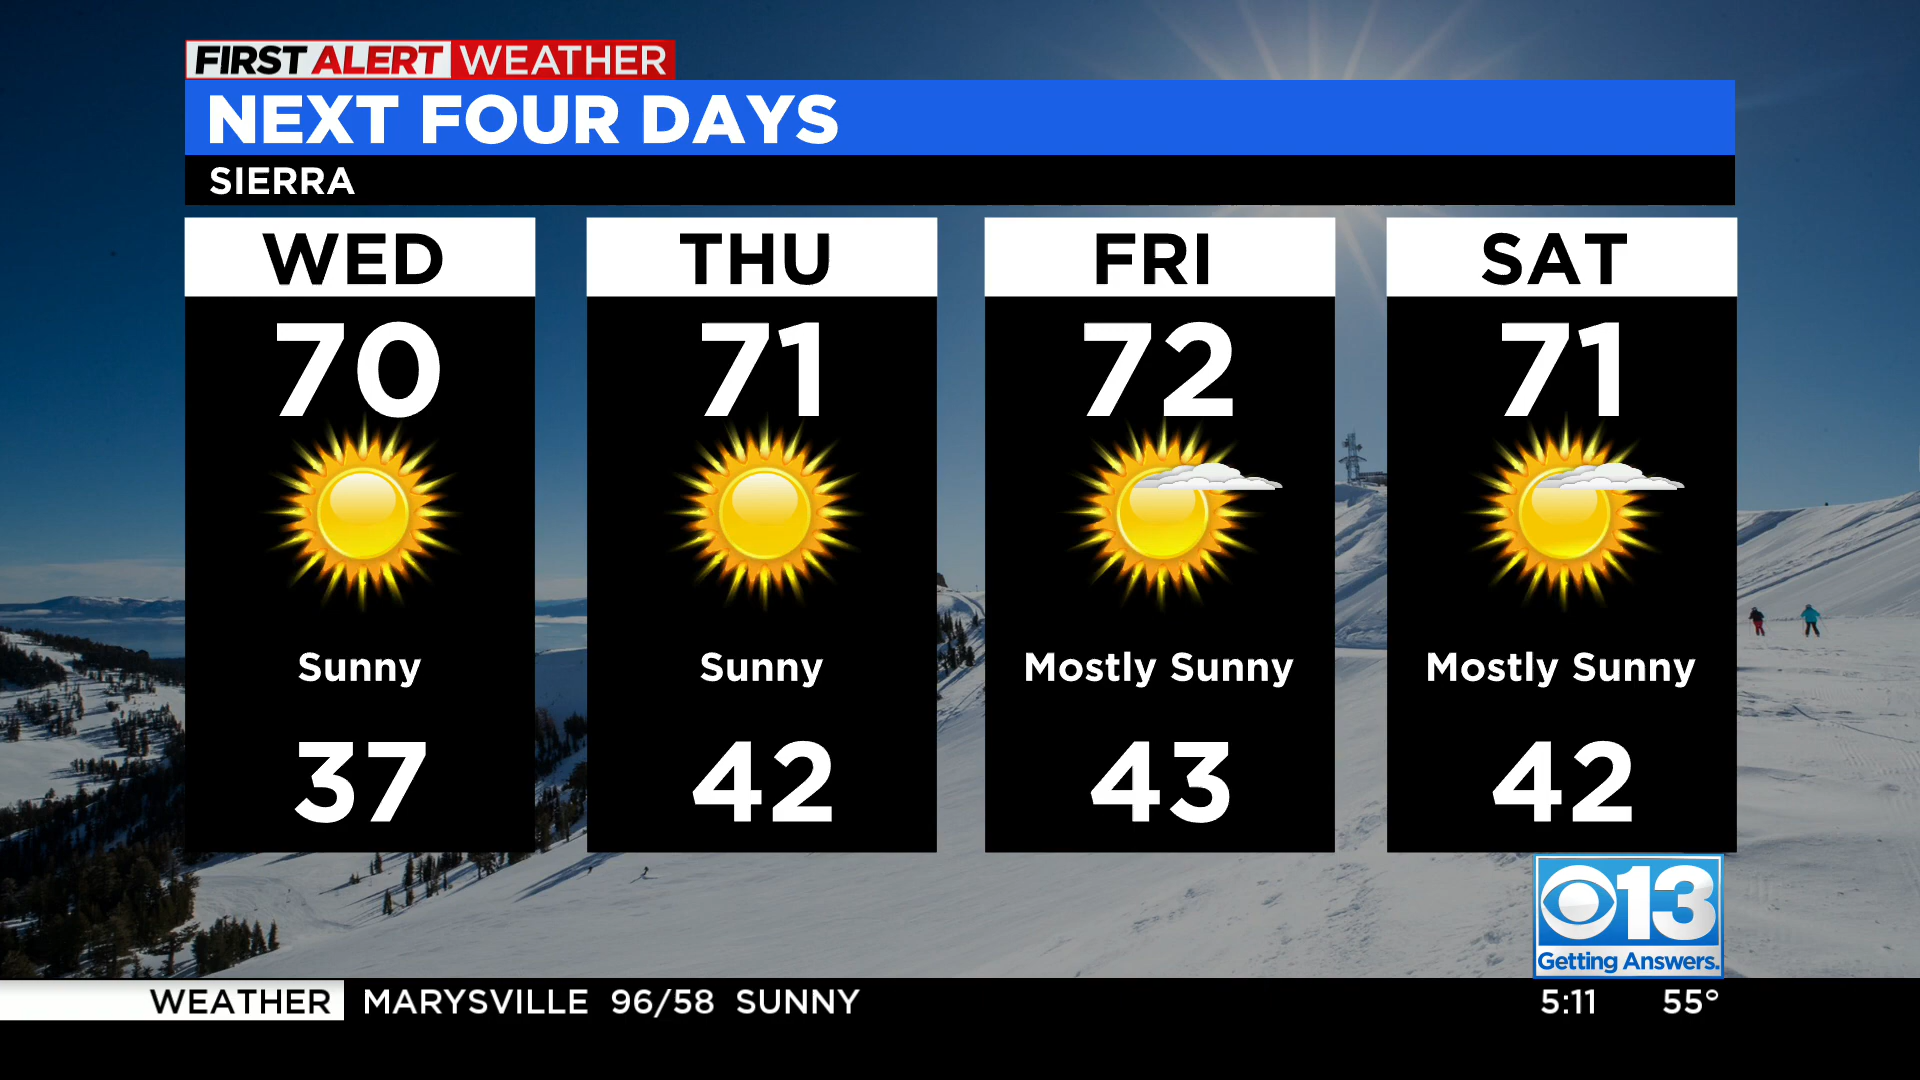 FIRST ALERT WEATHER
NEXT FOUR DAYS
SIERRA
WED
70
Sunny
37
THU
71
Sunny
42
FRI
72
Mostly Sunny
43
SAT
71
Mostly Sunny
42
13
Getting Answers.
WEATHER MARYSVILLE 96/58 SUNNY 5:11 55°